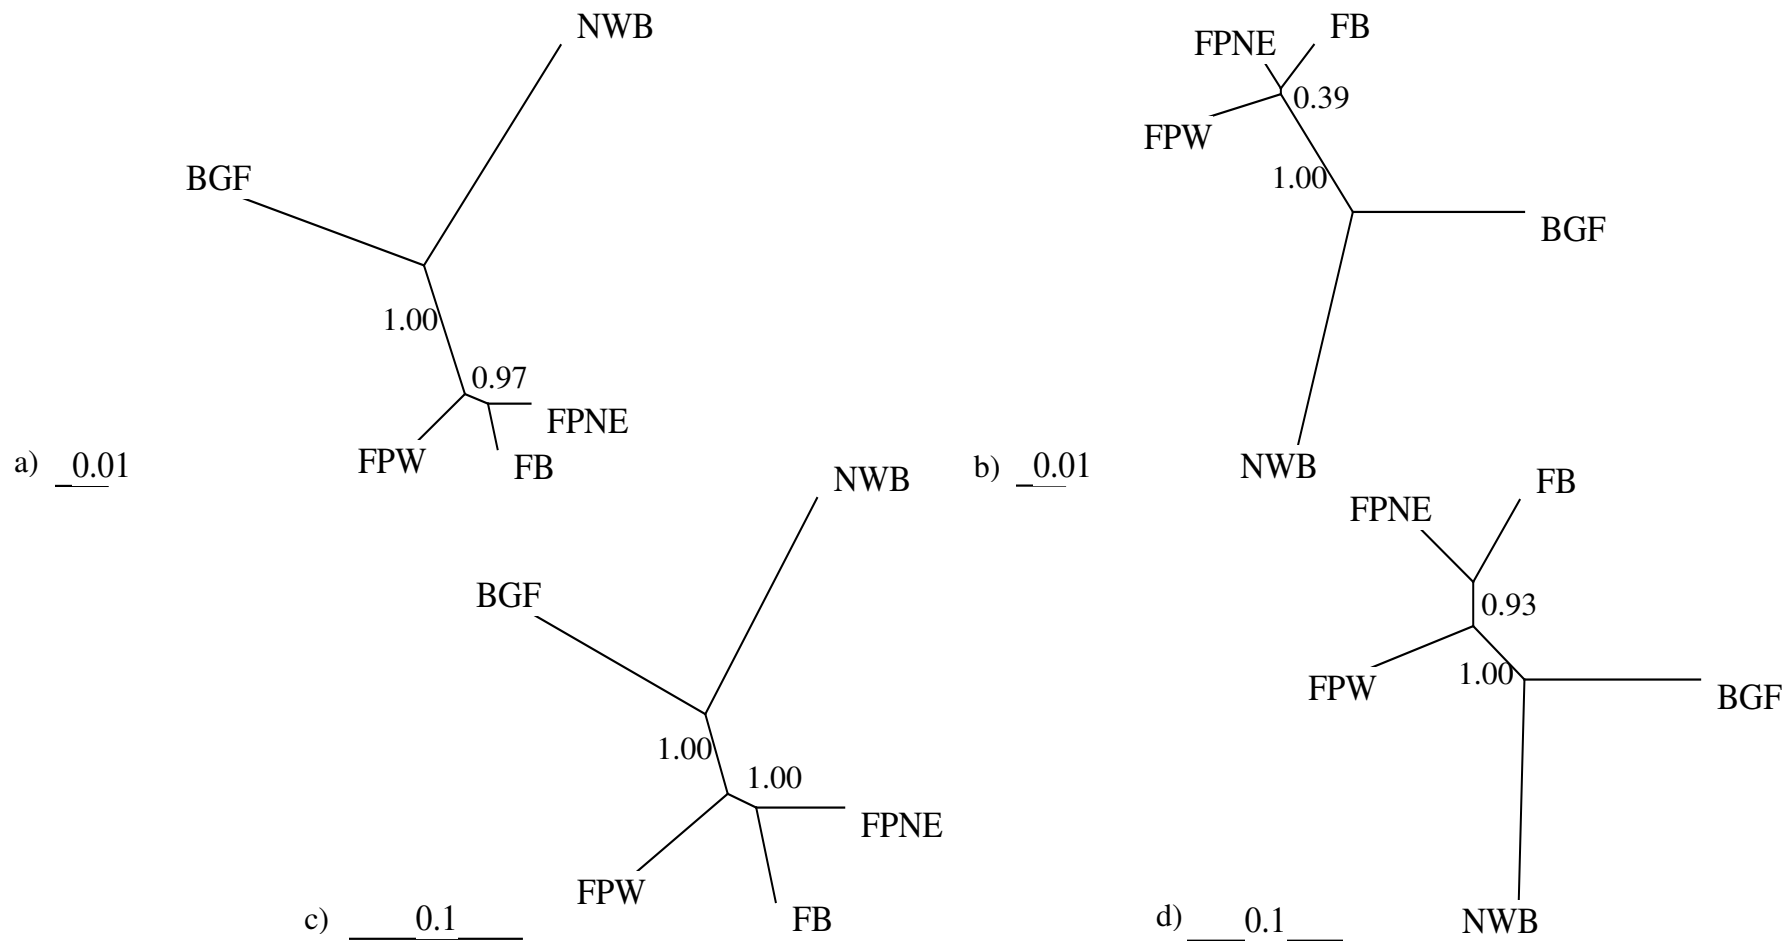 NWB
BGF
1.00
0.97
FPNE
FPW
FB
a) 0.01
FB
FPNE
0.39
FPW
1.00
BGF
NWB
b) 0.01
NWB
BGF
1.00
1.00
FPNE
FPW
FB
c) 0.1
FB
FPNE
0.93
1.00
FPW
BGF
NWB
d) 0.1